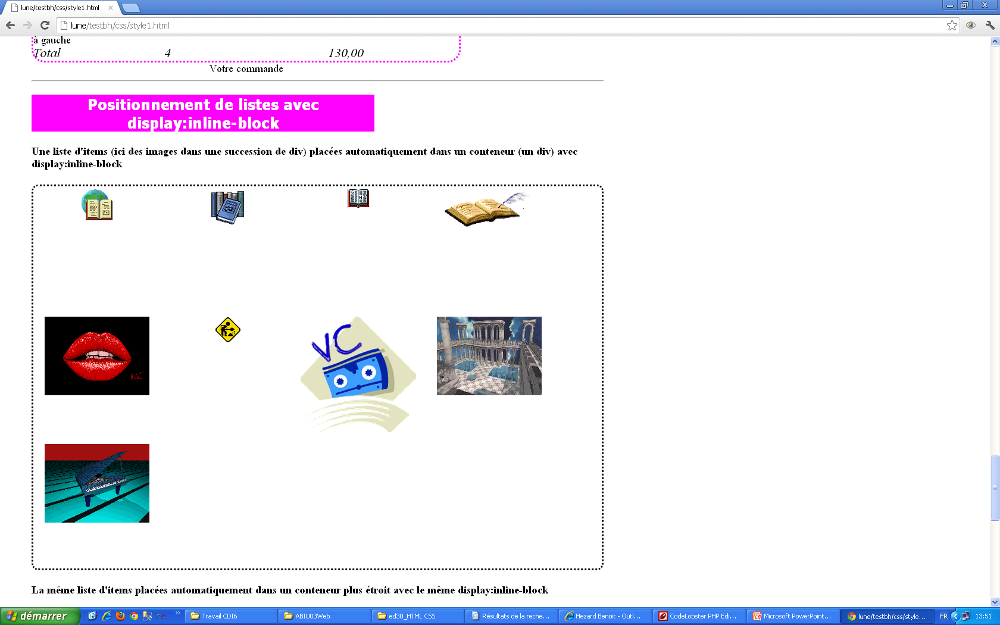 lune/testbh/css/style1.html
lune/testbh/css/style1.html
à gauche
Total 4 130,00
Votre commande
Positionnement de listes avec
display:inline-block
Une liste d'items (ici des images dans une succession de div) placées automatiquement dans un conteneur (un div) avec
display:inline-block
VC
La même liste d'items placées automatiquement dans un conteneur plus étroit avec le même display:inline-block
démarrer
»
Travail CDI6
ABIU03Web
ed30_HTML CSS
Résultats de la reche...
Hezard Benoit - Outl...
CodeLobster PHP Edi...
Microsoft PowerPoint...
lune/testbh/css/style...
FR
13:51